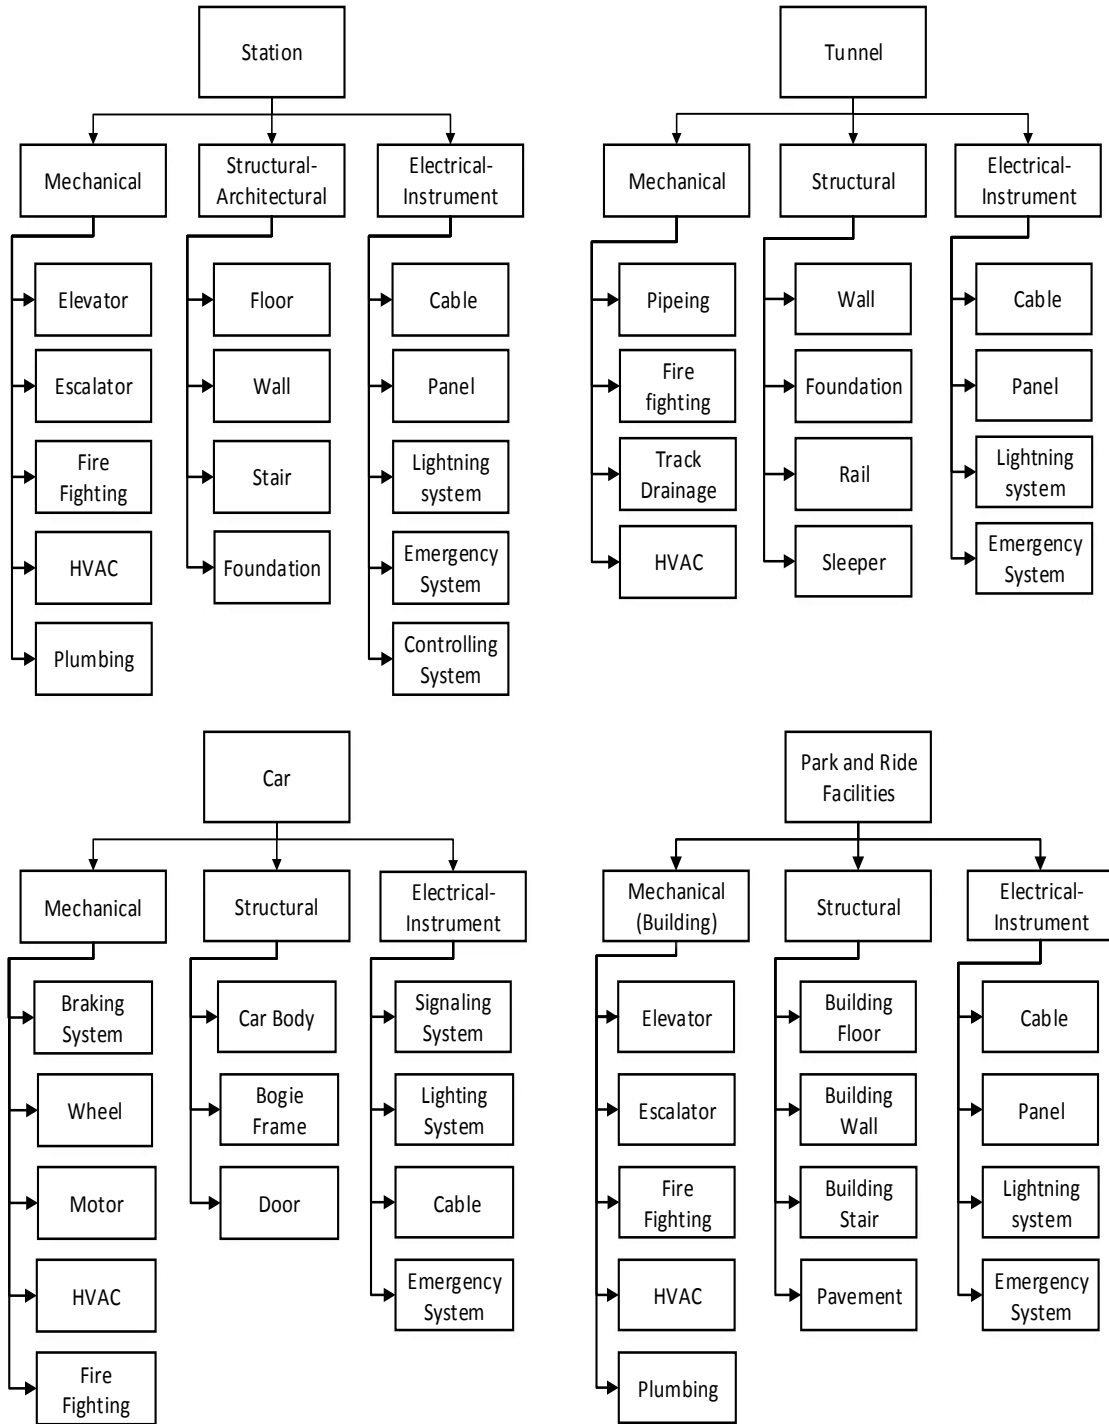 Station
Mechanical
Structural-
Architectural
Electrical-
Instrument
Elevator
Escalator
Fire
Fighting
HVAC
Plumbing
Floor
Wall
Stair
Foundation
Cable
Panel
Lightning
system
Emergency
System
Controlling
System
Tunnel
Mechanical
Structural
Electrical-
Instrument
Pipeing
Fire
fighting
Track
Drainage
HVAC
Wall
Foundation
Rail
Sleeper
Cable
Panel
Lightning
system
Emergency
System
Car
Mechanical
Structural
Electrical-
Instrument
Braking
System
Wheel
Motor
HVAC
Fire
Fighting
Car Body
Bogie
Frame
Door
Signaling
System
Lighting
System
Cable
Emergency
System
Park and Ride
Facilities
Mechanical
(Building)
Structural
Electrical-
Instrument
Elevator
Escalator
Fire
Fighting
HVAC
Plumbing
Building
Floor
Building
Wall
Building
Stair
Pavement
Cable
Panel
Lightning
system
Emergency
System